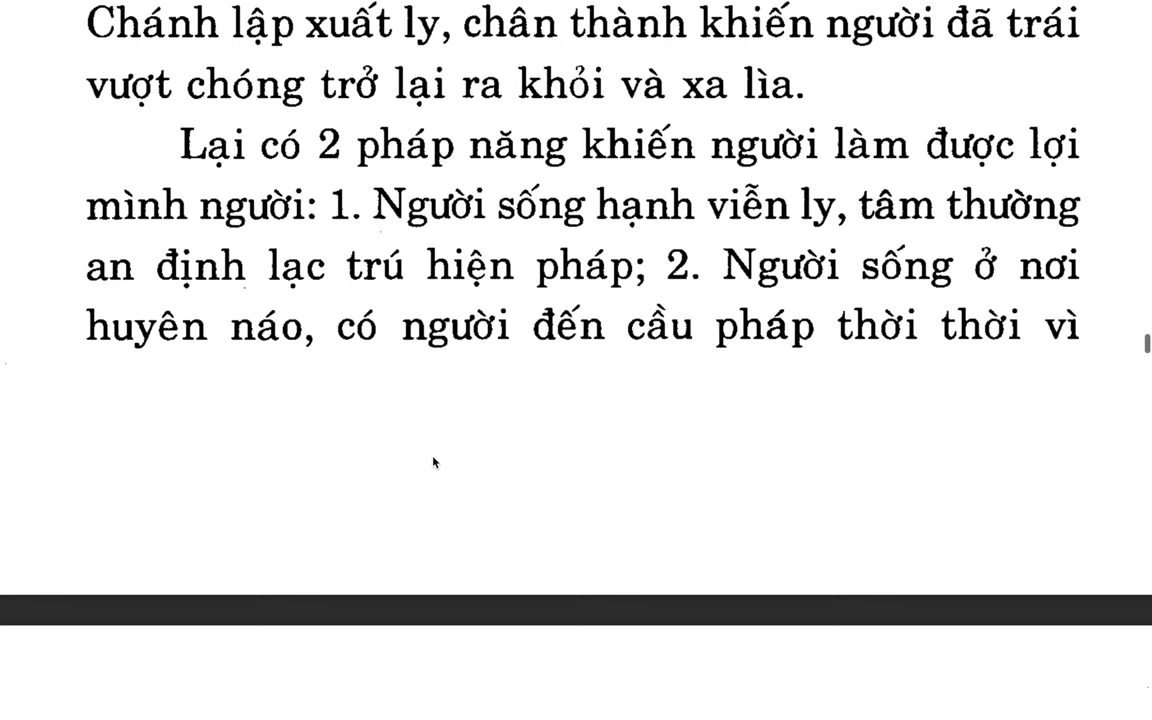 Chánh lập xuất ly, chân thành khiến người đã trái
vượt chóng trở lại ra khỏi và xa lìa.
Lại có 2 pháp năng khiến người làm được lợi
mình người: 1. Người sống hạnh viễn ly, tâm thường
an định lạc trú hiện pháp; 2. Người sống ở nơi
huyên náo, có người đến cầu pháp thời thời vì